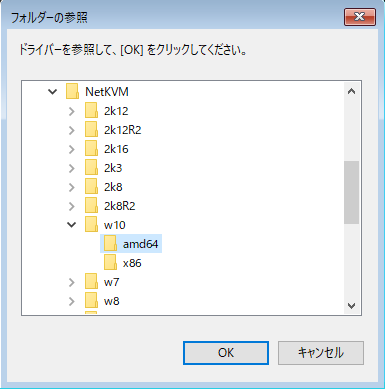 フォルダーの参照
ドライバーを参照して、[OK] をクリックしてください。
NetKVM
2k12
2k12R2
2k16
2k3
2k8
2k8R2
w10
amd64
x86
w7
w8
OK
キャンセル